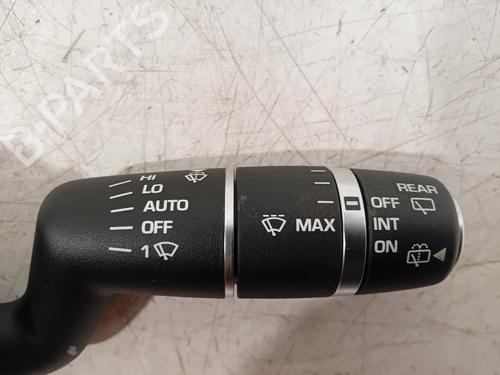 B-PARTS
HI
LO
AUTO
OFF
1
MAX
REAR
OFF
INT
ON